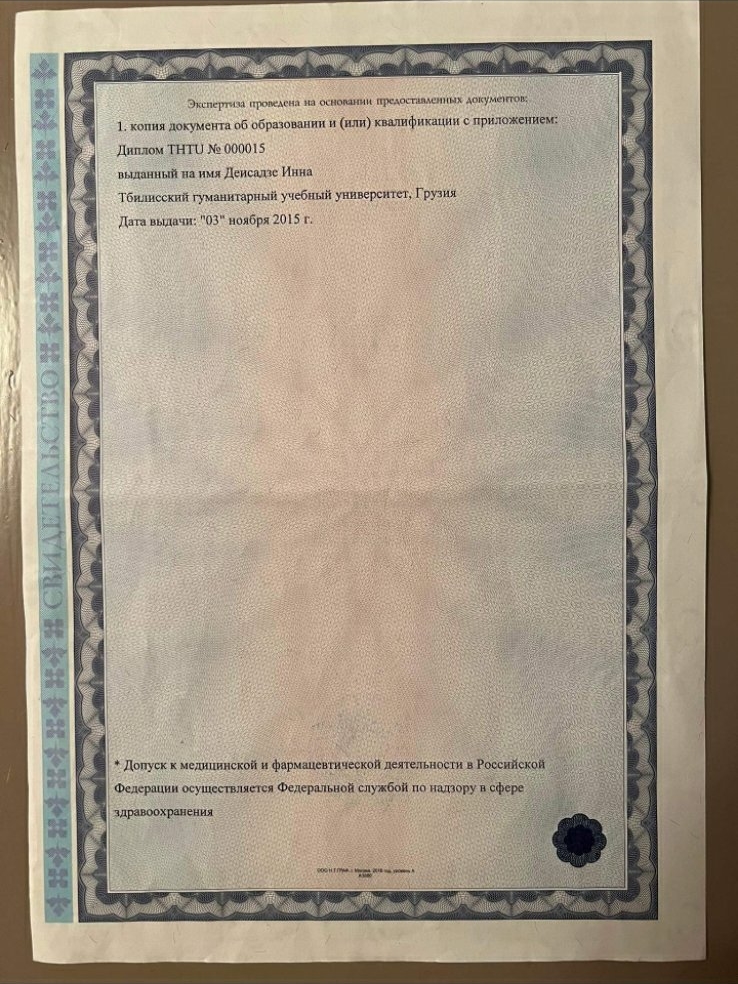 Экспертиза проведена на основании предоставленных документов:
1. копия документа об образовании и (или) квалификации с приложением:
Диплом THTU № 000015
выданный на имя Деисадзе Инна
Тбилисский гуманитарный учебный университет, Грузия
Дата выдачи: "03" ноября 2015 г.
СВИДЕТЕЛЬСТВО
* Допуск к медицинской и фармацевтической деятельности в Российской
Федерации осуществляется Федеральной службой по надзору в сфере
здравоохранения